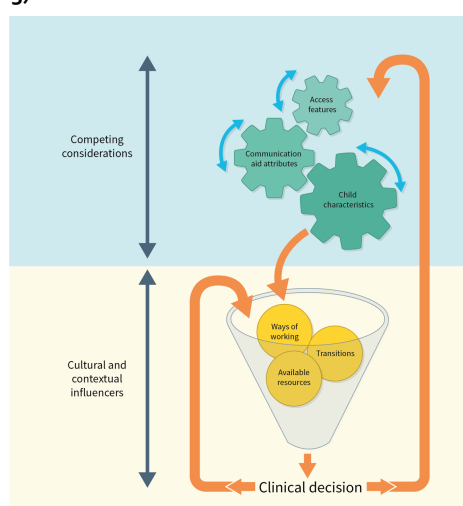 Access
features
Competing
considerations
Communication
aid attributes
Child
characteristics
Ways of
working
Transitions
Cultural and
contextual
influencers
Available
resources
Clinical decision